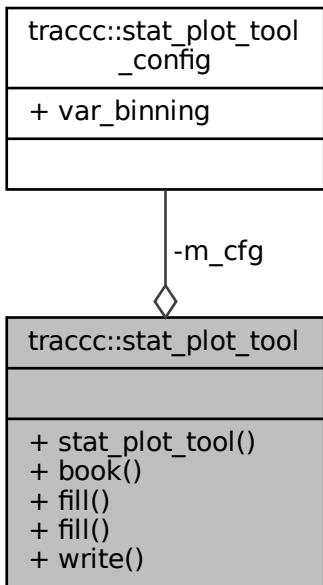 traccc::stat_plot_tool
_config
+ var_binning
-m_cfg
traccc::stat_plot_tool
+ stat_plot_tool()
+ book()
+ fill()
+ fill()
+ write()